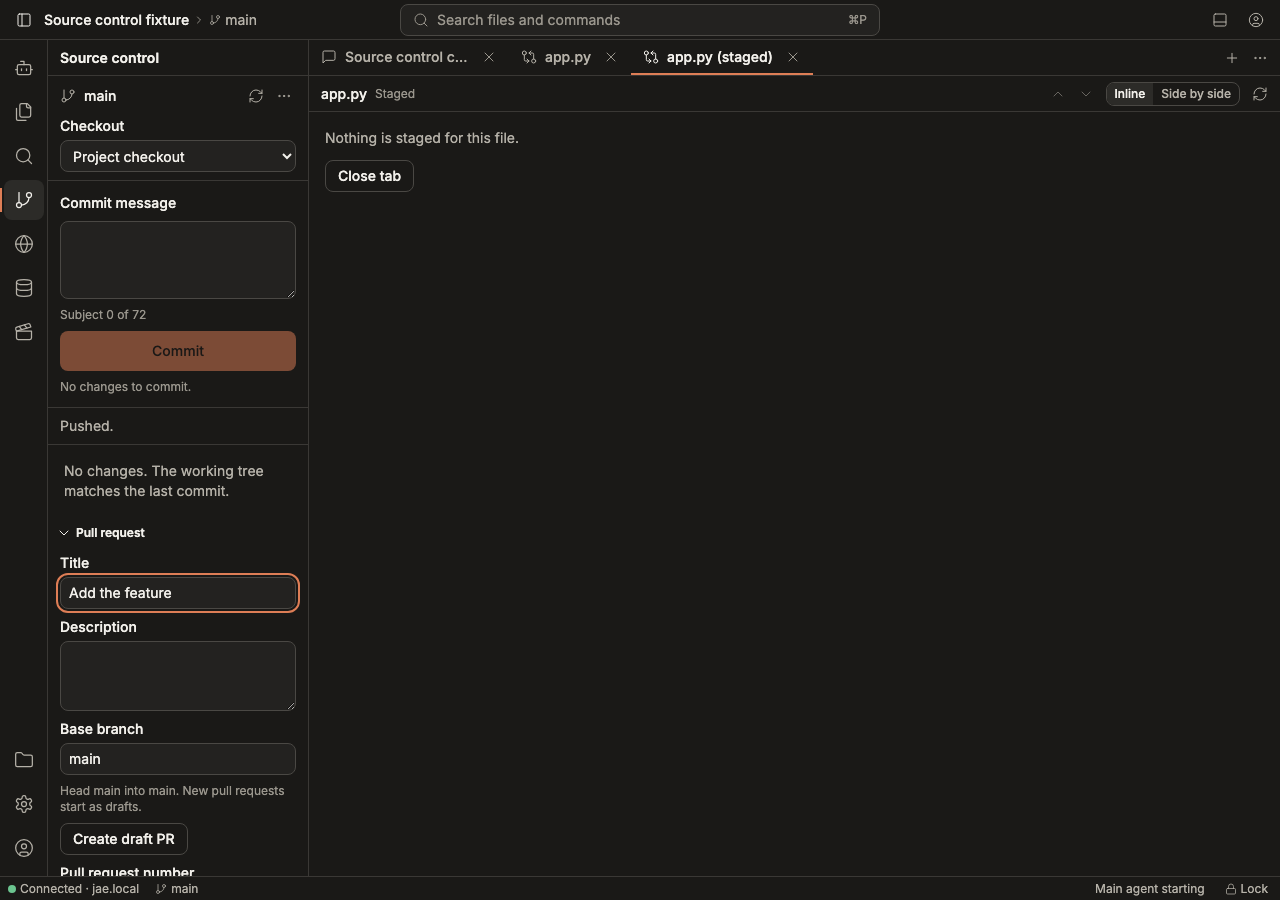 Source control fixture
main
Search files and commands
⌘P
Source control
Source control c...
app.py
app.py (staged)
main
app.py Staged
Inline
Side by side
Checkout
Project checkout
Nothing is staged for this file.
Close tab
Commit message
Subject 0 of 72
Commit
No changes to commit.
Pushed.
No changes. The working tree
matches the last commit.
Pull request
Title
Add the feature
Description
Base branch
main
Head main into main. New pull requests
start as drafts.
Create draft PR
Pull request number
Connected · jae.local
main
Main agent starting
Lock